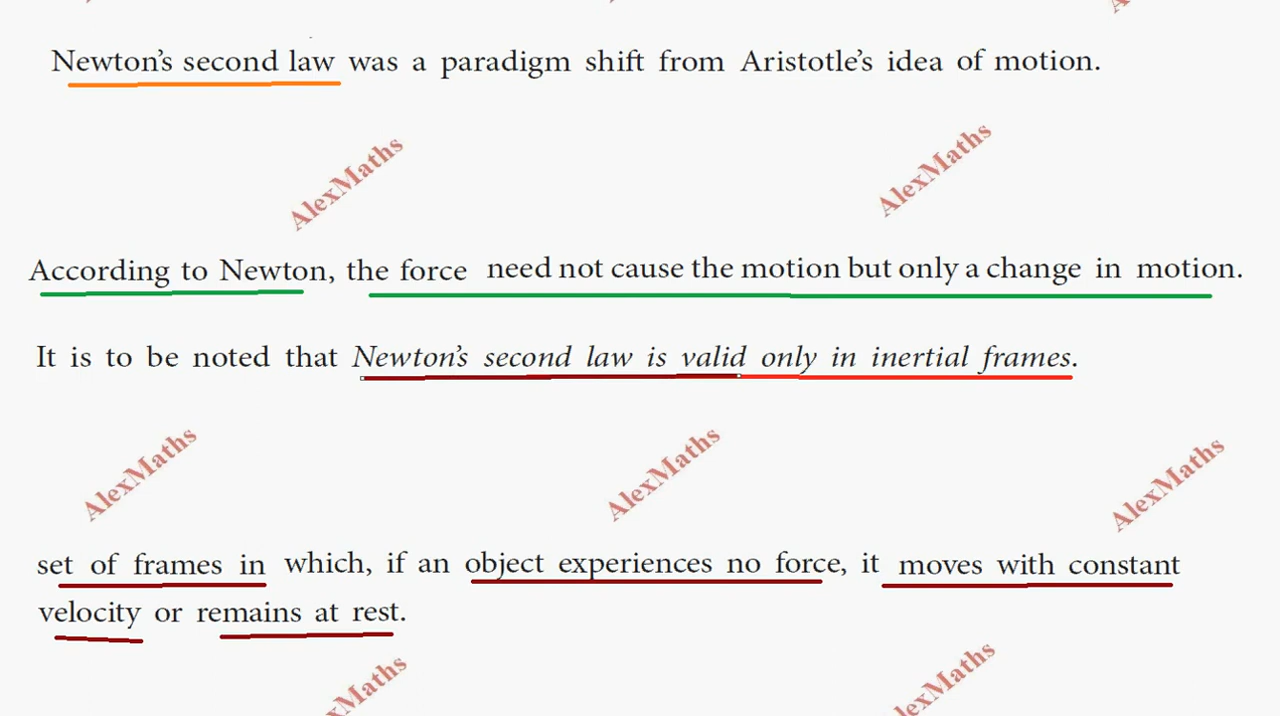 Newton's second law was a paradigm shift from Aristotle's idea of motion.
AlexMaths
AlexMaths
According to Newton, the force need not cause the motion but only a change in motion.
It is to be noted that Newton's second law is valid only in inertial frames.
AlexMaths
AlexMaths
AlexMaths
set of frames in which, if an object experiences no force, it moves with constant
velocity or remains at rest.
xMaths
lexMaths